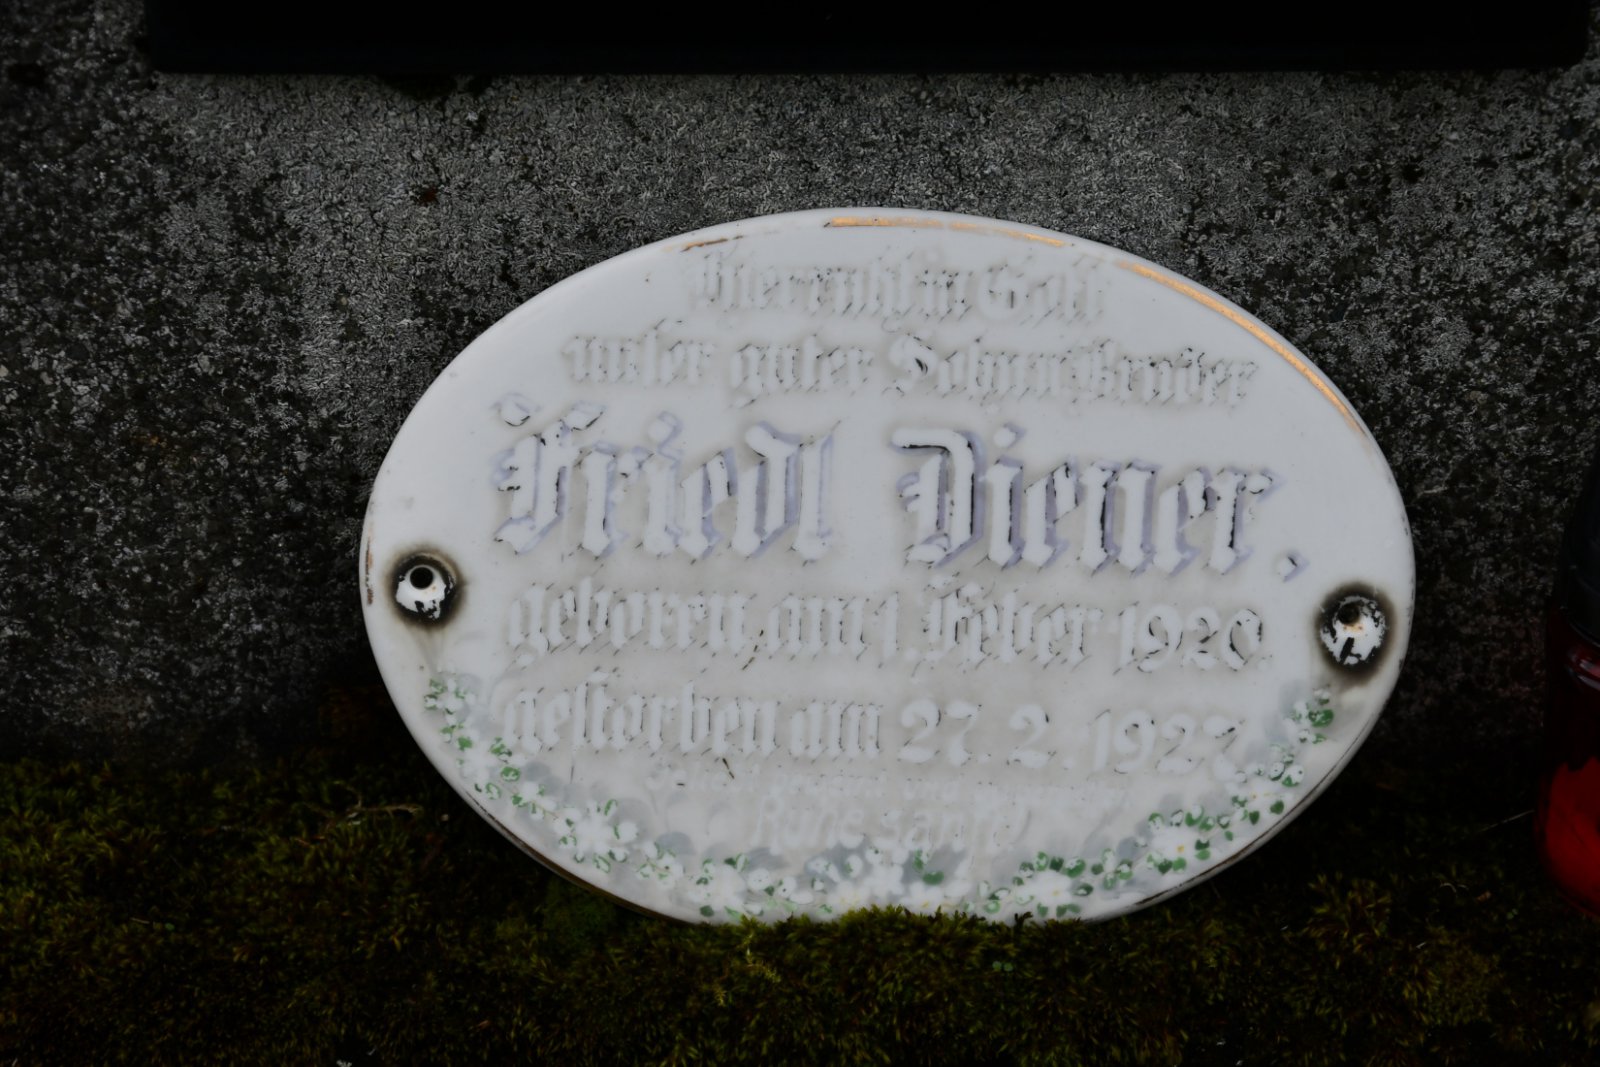 Hier ruht in Gott
unser guter Sohn u. Bruder
Friedl Diener,
geboren am 1. Feber 1920
gestorben am 27. 2. 1927
Ruhe sanft!